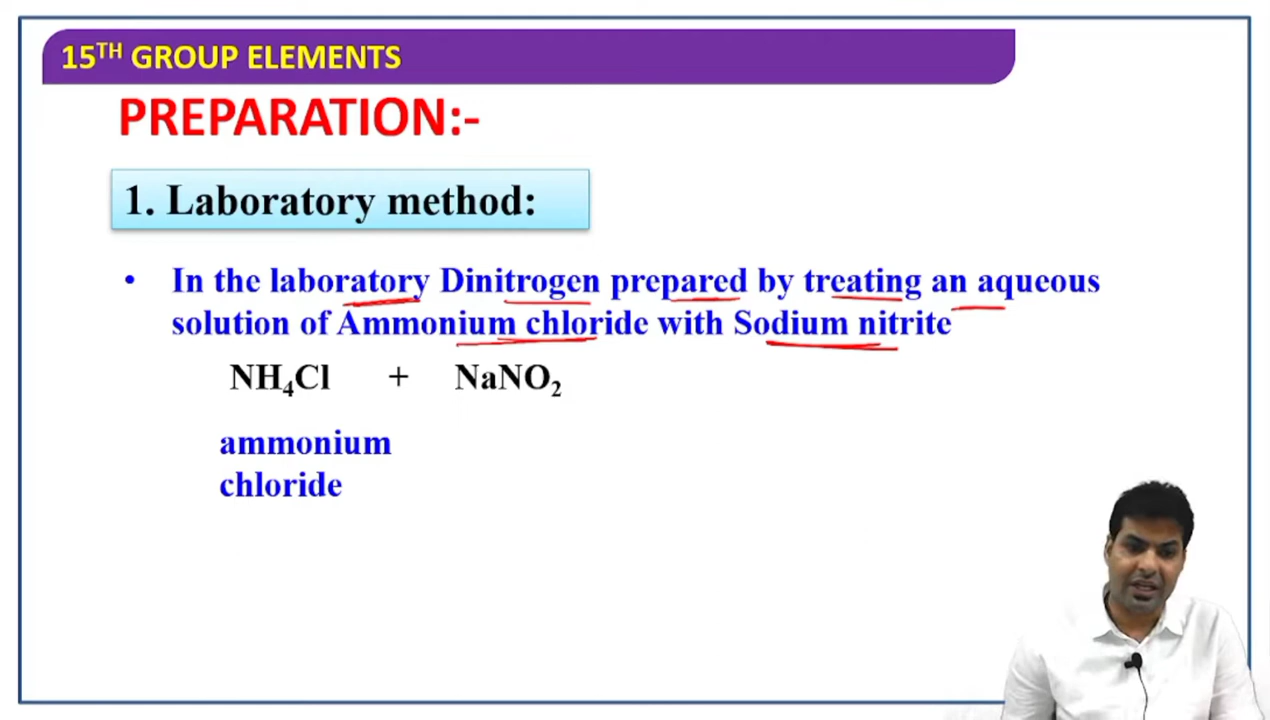 15TH GROUP ELEMENTS
PREPARATION:-
1. Laboratory method:
• In the laboratory Dinitrogen prepared by treating an aqueous
solution of Ammonium chloride with Sodium nitrite
NH₄Cl + NaNO₂
ammonium
chloride